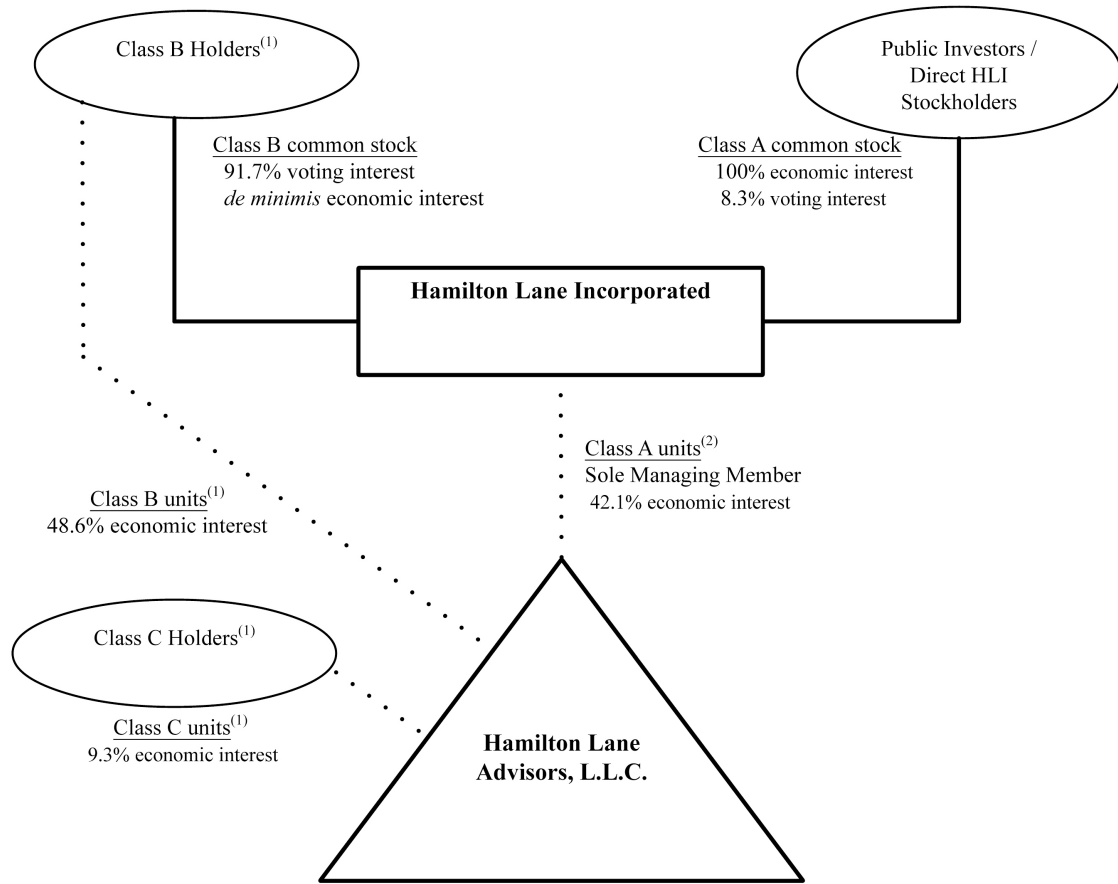 Class B Holders(1)
Public Investors /
Direct HLI
Stockholders
Class B common stock
91.7% voting interest
de minimis economic interest
Class A common stock
100% economic interest
8.3% voting interest
Hamilton Lane Incorporated
Class A units(2)
Sole Managing Member
42.1% economic interest
Class B units(1)
48.6% economic interest
Class C Holders(1)
Class C units(1)
9.3% economic interest
Hamilton Lane
Advisors, L.L.C.